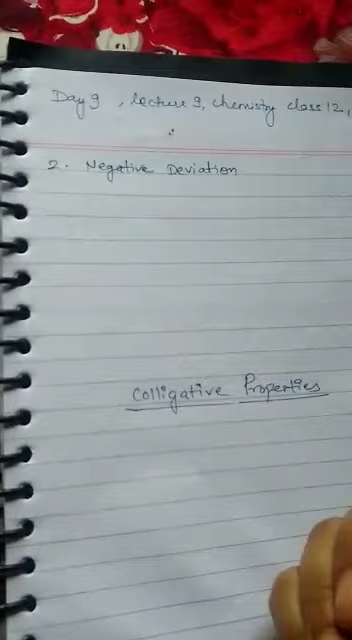 Day 9, lecture 9, chemistry class 12,
2. Negative Deviation
Colligative Properties